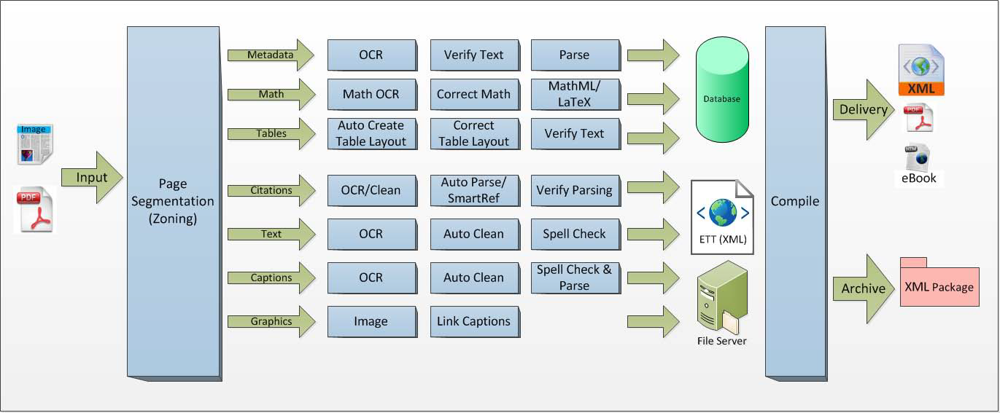 Image
PDF
Input
Page
Segmentation
(Zoning)
Metadata
OCR
Verify Text
Parse
Math
Math OCR
Correct Math
MathML/
LaTeX
Tables
Auto Create
Table Layout
Correct
Table Layout
Verify Text
Citations
OCR/Clean
Auto Parse/
SmartRef
Verify Parsing
Text
OCR
Auto Clean
Spell Check
Captions
OCR
Auto Clean
Spell Check &
Parse
Graphics
Image
Link Captions
Database
< >
ETT (XML)
File Server
Compile
Delivery
< >
XML
PDF
HTM
eBook
Archive
XML Package